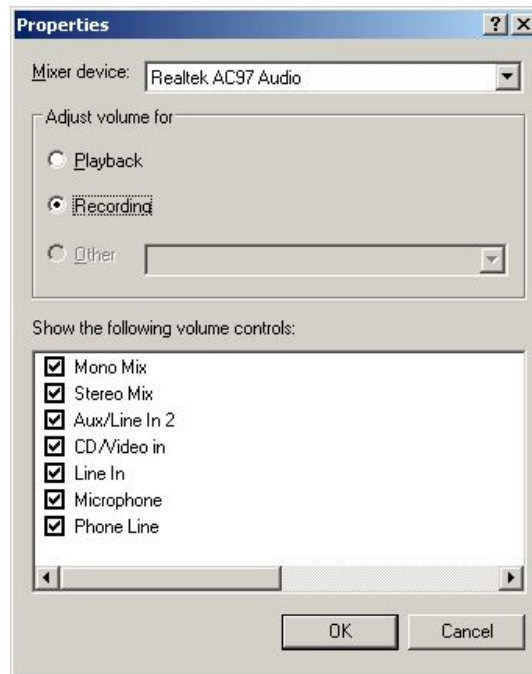 Properties
Mixer device: Realtek AC97 Audio
Adjust volume for
Playback
Recording
Other
Show the following volume controls:
Mono Mix
Stereo Mix
Aux/Line In 2
CD/Video in
Line In
Microphone
Phone Line
OK Cancel